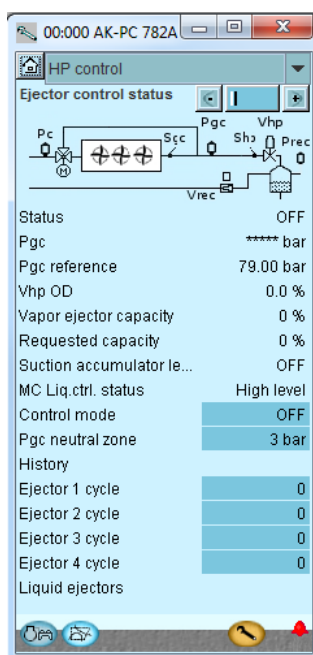 00:000 AK-PC 782A
HP control
Ejector control status
Pgc Vhp
Pc Sgc Shp Prec
M
Vrec
Status OFF
Pgc ***** bar
Pgc reference 79.00 bar
Vhp OD 0.0 %
Vapor ejector capacity 0 %
Requested capacity 0 %
Suction accumulator le... OFF
MC Liq.ctrl. status High level
Control mode OFF
Pgc neutral zone 3 bar
History
Ejector 1 cycle 0
Ejector 2 cycle 0
Ejector 3 cycle 0
Ejector 4 cycle 0
Liquid ejectors